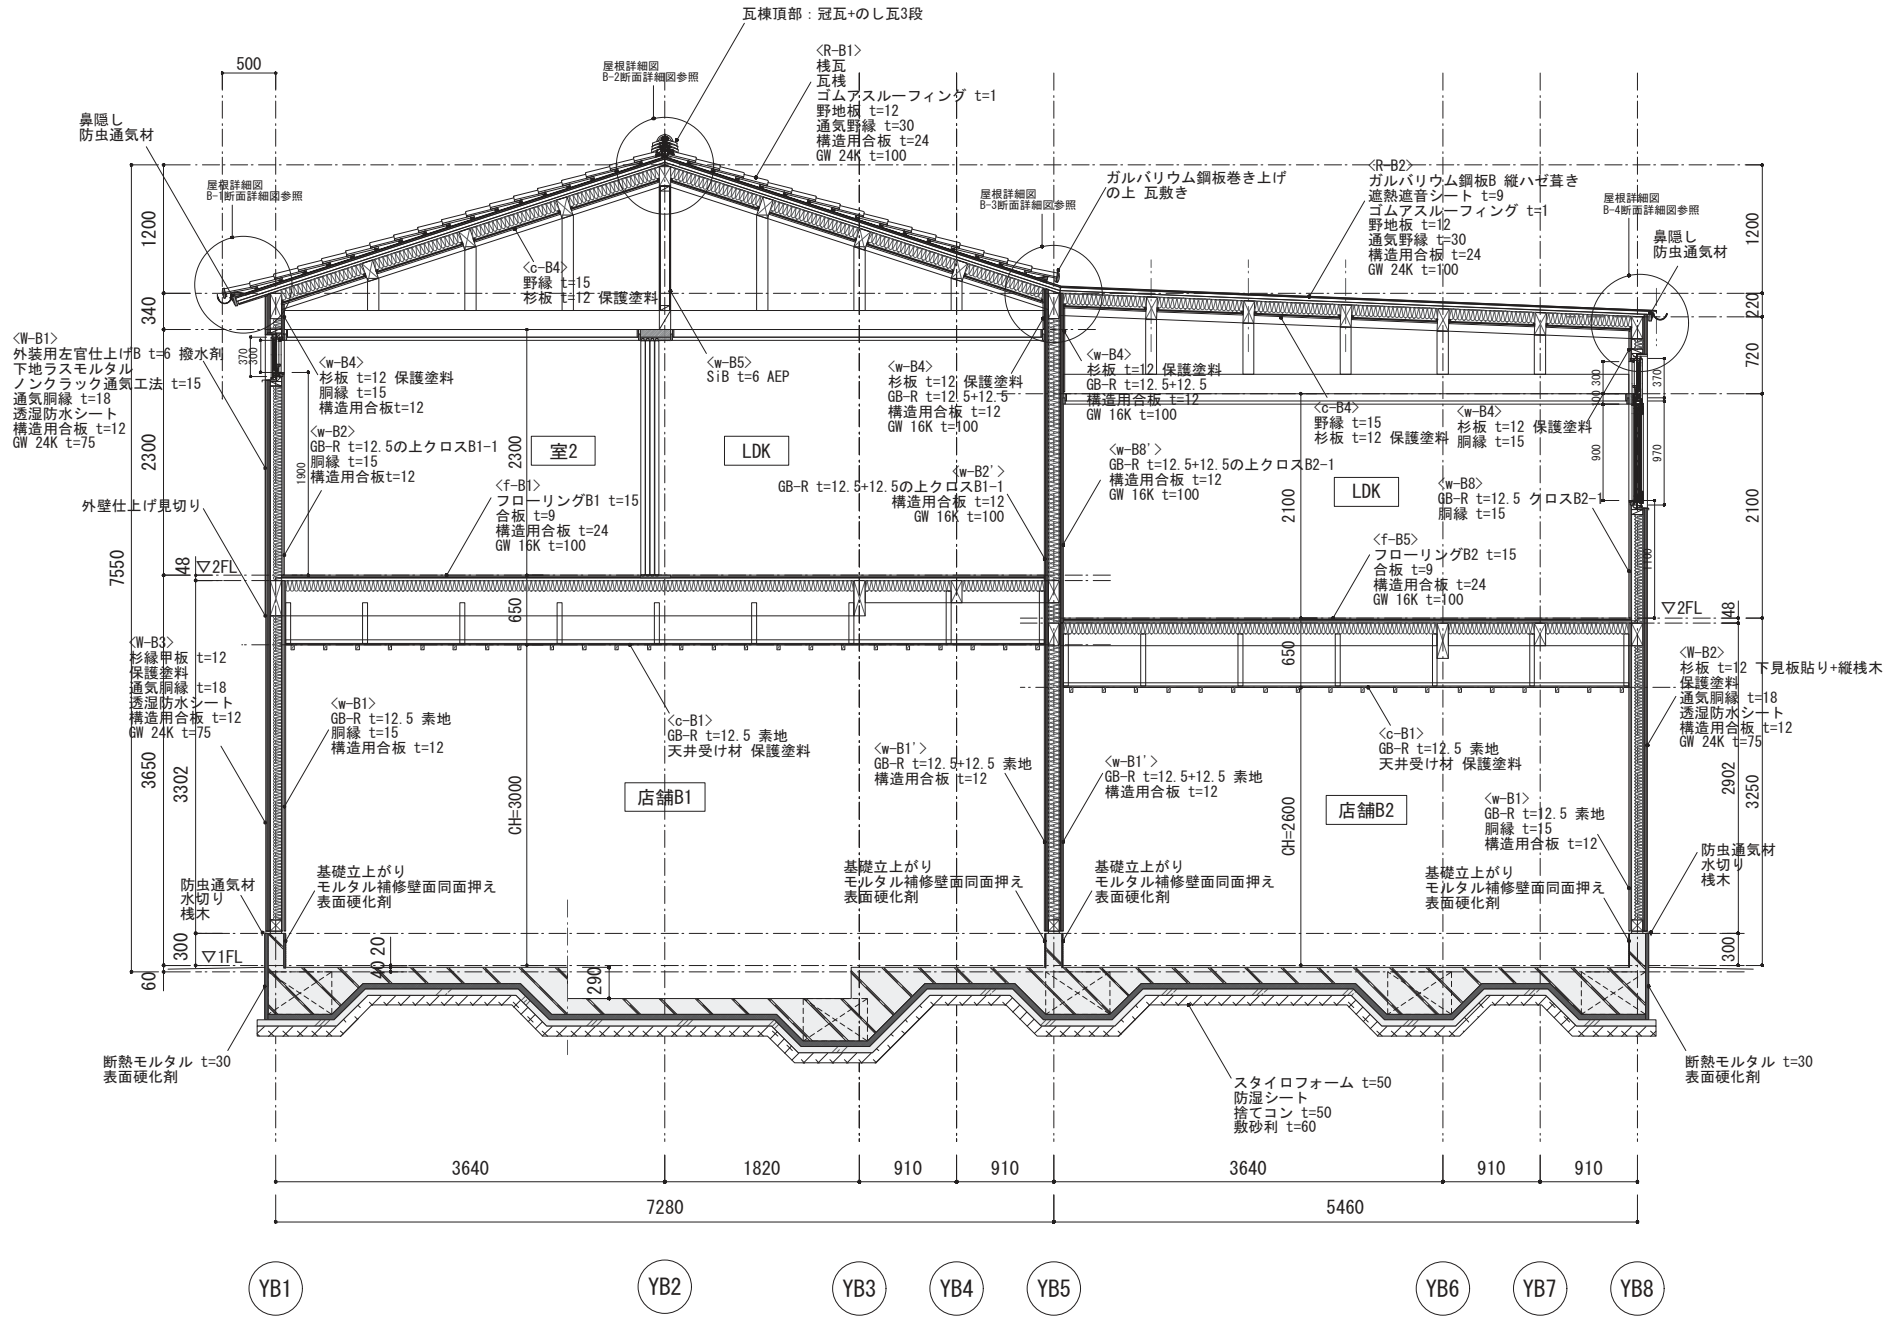 瓦棟頂部：冠瓦+のし瓦3段
<R-B1>
桟瓦
瓦桟
ゴムアスルーフィング t=1
野地板 t=12
通気野縁 t=30
構造用合板 t=24
GW 24K t=100
屋根詳細図
B-2断面詳細図参照
500
鼻隠し
防虫通気材
屋根詳細図
B-1断面詳細図参照
屋根詳細図
B-3断面詳細図参照
ガルバリウム鋼板巻き上げ
の上 瓦敷き
<R-B2>
ガルバリウム鋼板B 縦ハゼ葺き
遮熱遮音シート t=9
ゴムアスルーフィング t=1
野地板 t=12
通気野縁 t=30
構造用合板 t=24
GW 24K t=100
屋根詳細図
B-4断面詳細図参照
鼻隠し
防虫通気材
<c-B4>
野縁 t=15
杉板 t=12 保護塗料
1200
340
2300
48
7550
3650
3302
300
60
<W-B1>
外装用左官仕上げB t=6 撥水剤
下地ラスモルタル
ノンクラック通気工法 t=15
通気胴縁 t=18
透湿防水シート
構造用合板 t=12
GW 24K t=75
370
300
<w-B4>
杉板 t=12 保護塗料
胴縁 t=15
構造用合板t=12
<w-B2>
GB-R t=12.5の上クロスB1-1
胴縁 t=15
構造用合板t=12
1900
2300
室2
LDK
<w-B5>
SiB t=6 AEP
<f-B1>
フローリングB1 t=15
合板 t=9
構造用合板 t=24
GW 16K t=100
<w-B4>
杉板 t=12 保護塗料
GB-R t=12.5+12.5
構造用合板 t=12
GW 16K t=100
<w-B2'>
GB-R t=12.5+12.5の上クロスB1-1
構造用合板 t=12
GW 16K t=100
<w-B4>
杉板 t=12 保護塗料
GB-R t=12.5+12.5
構造用合板 t=12
GW 16K t=100
<w-B8'>
GB-R t=12.5+12.5の上クロスB2-1
構造用合板 t=12
GW 16K t=100
<c-B4>
野縁 t=15
杉板 t=12 保護塗料
<w-B4>
杉板 t=12 保護塗料
胴縁 t=15
LDK
2100
<w-B8>
GB-R t=12.5 クロスB2-1
胴縁 t=15
<f-B5>
フローリングB2 t=15
合板 t=9
構造用合板 t=24
GW 16K t=100
300
100
900
370
970
1100
1200
220
720
2100
48
2902
3250
300
外壁仕上げ見切り
▽2FL
650
▽2FL
650
<W-B3>
杉縁甲板 t=12
保護塗料
通気胴縁 t=18
透湿防水シート
構造用合板 t=12
GW 24K t=75
<w-B1>
GB-R t=12.5 素地
胴縁 t=15
構造用合板 t=12
<c-B1>
GB-R t=12.5 素地
天井受け材 保護塗料
店舗B1
CH=3000
<w-B1'>
GB-R t=12.5+12.5 素地
構造用合板 t=12
<w-B1'>
GB-R t=12.5+12.5 素地
構造用合板 t=12
<c-B1>
GB-R t=12.5 素地
天井受け材 保護塗料
店舗B2
CH=2600
<w-B1>
GB-R t=12.5 素地
胴縁 t=15
構造用合板 t=12
<W-B2>
杉板 t=12 下見板貼り+縦桟木
保護塗料
通気胴縁 t=18
透湿防水シート
構造用合板 t=12
GW 24K t=75
防虫通気材
水切り
桟木
基礎立上がり
モルタル補修壁面同面押え
表面硬化剤
基礎立上がり
モルタル補修壁面同面押え
表面硬化剤
基礎立上がり
モルタル補修壁面同面押え
表面硬化剤
基礎立上がり
モルタル補修壁面同面押え
表面硬化剤
防虫通気材
水切り
桟木
▽1FL
40 20
290
断熱モルタル t=30
表面硬化剤
スタイロフォーム t=50
防湿シート
捨てコン t=50
敷砂利 t=60
断熱モルタル t=30
表面硬化剤
3640 1820 910 910 3640 910 910
7280 5460
YB1 YB2 YB3 YB4 YB5 YB6 YB7 YB8